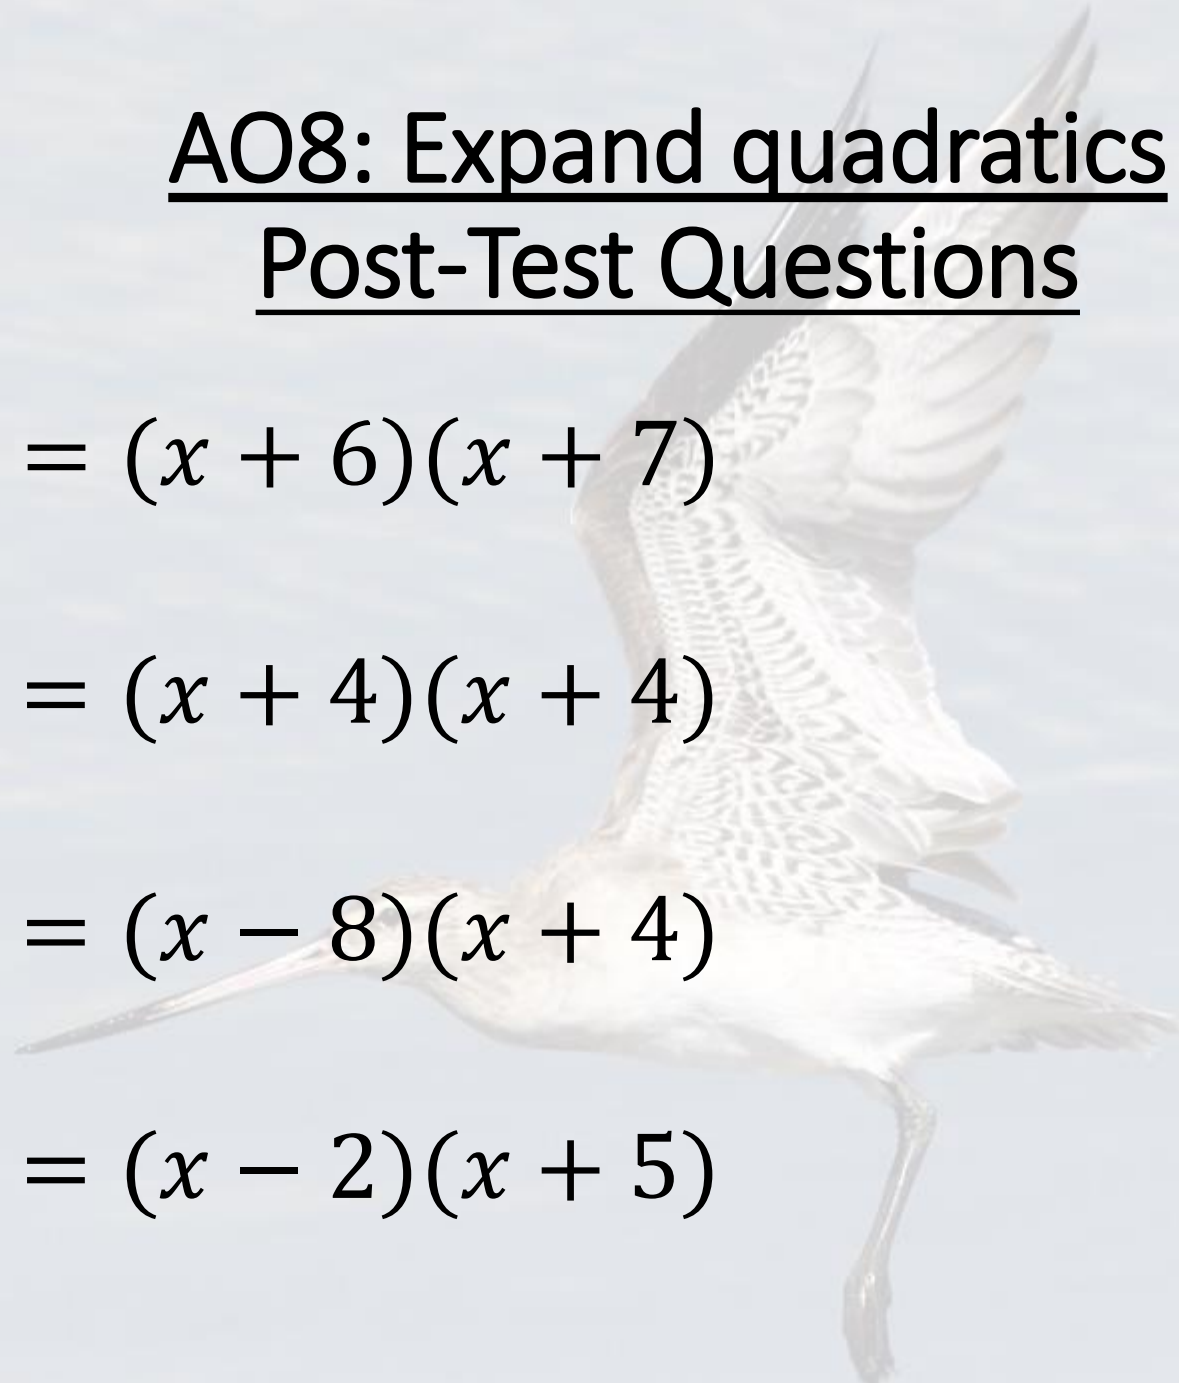 AO8: Expand quadratics
Post-Test Questions
= (x + 6)(x + 7)
= (x + 4)(x + 4)
= (x − 8)(x + 4)
= (x − 2)(x + 5)